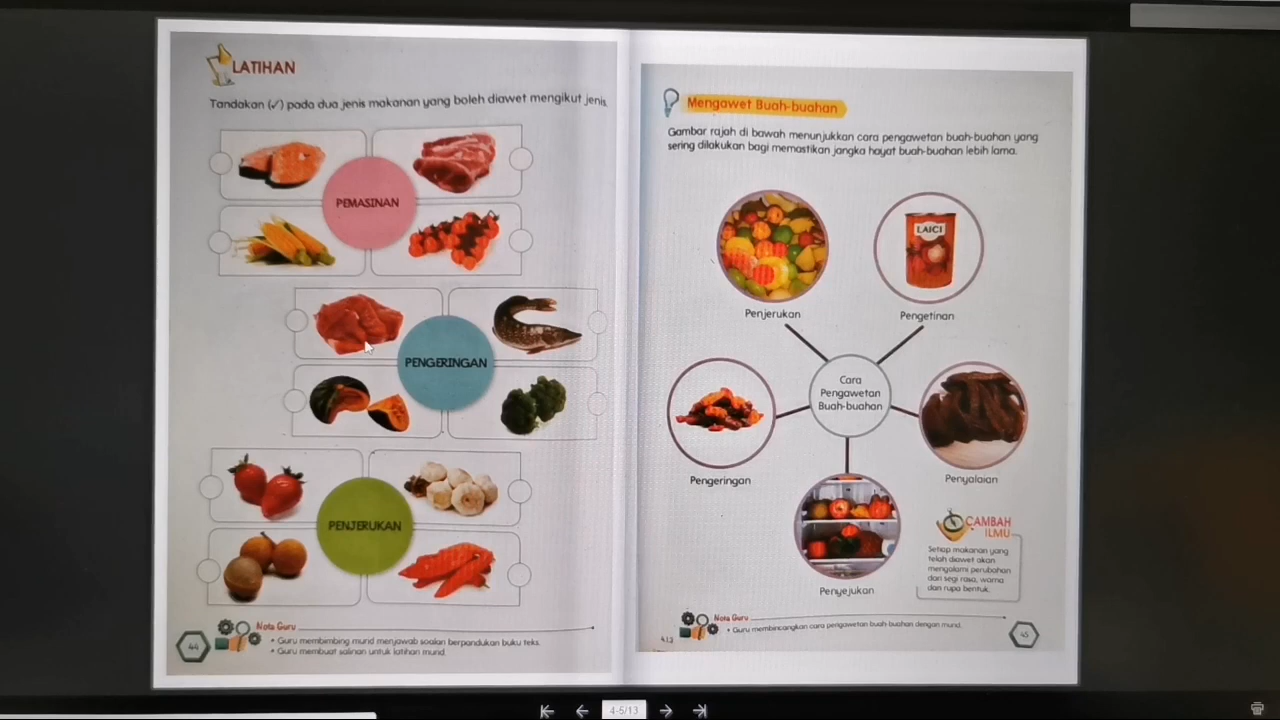 LATIHAN
Tandakan (✓) pada dua jenis makanan yang boleh diawet mengikut jenis.
PEMASINAN
PENGERINGAN
PENJERUKAN
Nota Guru
• Guru membimbing murid menjawab soalan berpandukan buku teks.
• Guru membuat salinan untuk latihan murid.
44
Mengawet Buah-buahan
Gambar rajah di bawah menunjukkan cara pengawetan buah-buahan yang
sering dilakukan bagi memastikan jangka hayat buah-buahan lebih lama.
LAICI
Penjerukan
Pengetinan
Cara
Pengawetan
Buah-buahan
Pengeringan
Penyalaian
Penyejukan
CAMBAH
ILMU
Setiap makanan yang
telah diawet akan
mengalami perubahan
dari segi rasa, warna
dan rupa bentuk.
Nota Guru
• Guru membincangkan cara pengawetan buah-buahan dengan murid.
4.1.3
45
4-5/13